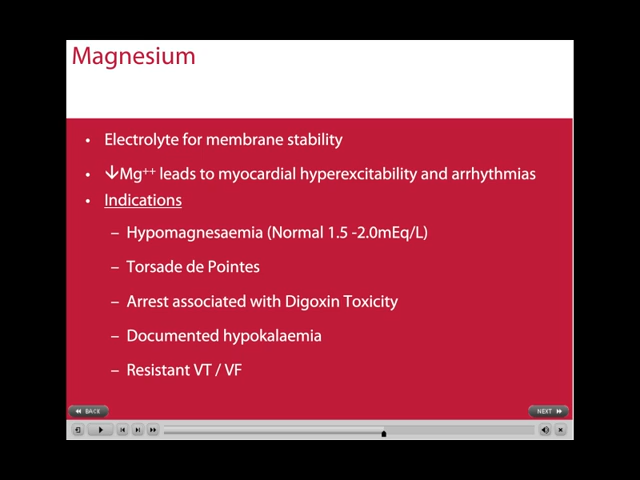 Magnesium
• Electrolyte for membrane stability
• ↓Mg⁺⁺ leads to myocardial hyperexcitability and arrhythmias
• Indications
– Hypomagnesaemia (Normal 1.5 -2.0mEq/L)
– Torsade de Pointes
– Arrest associated with Digoxin Toxicity
– Documented hypokalaemia
– Resistant VT / VF
BACK
NEXT